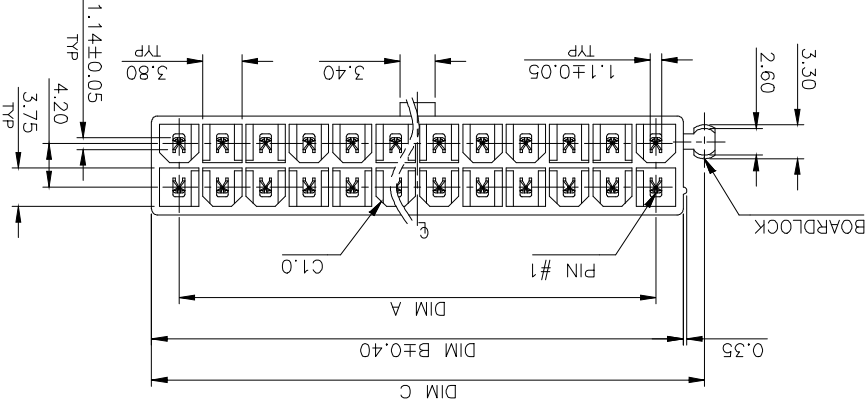 DIM C
0.35
DIM B±0.40
DIM A
PIN #1
C1.0
BOARDLOCK
℄
3.75
TYP
4.20
1.14±0.05
TYP
3.80
TYP
3.40
1.1±0.05
TYP
2.60
3.30